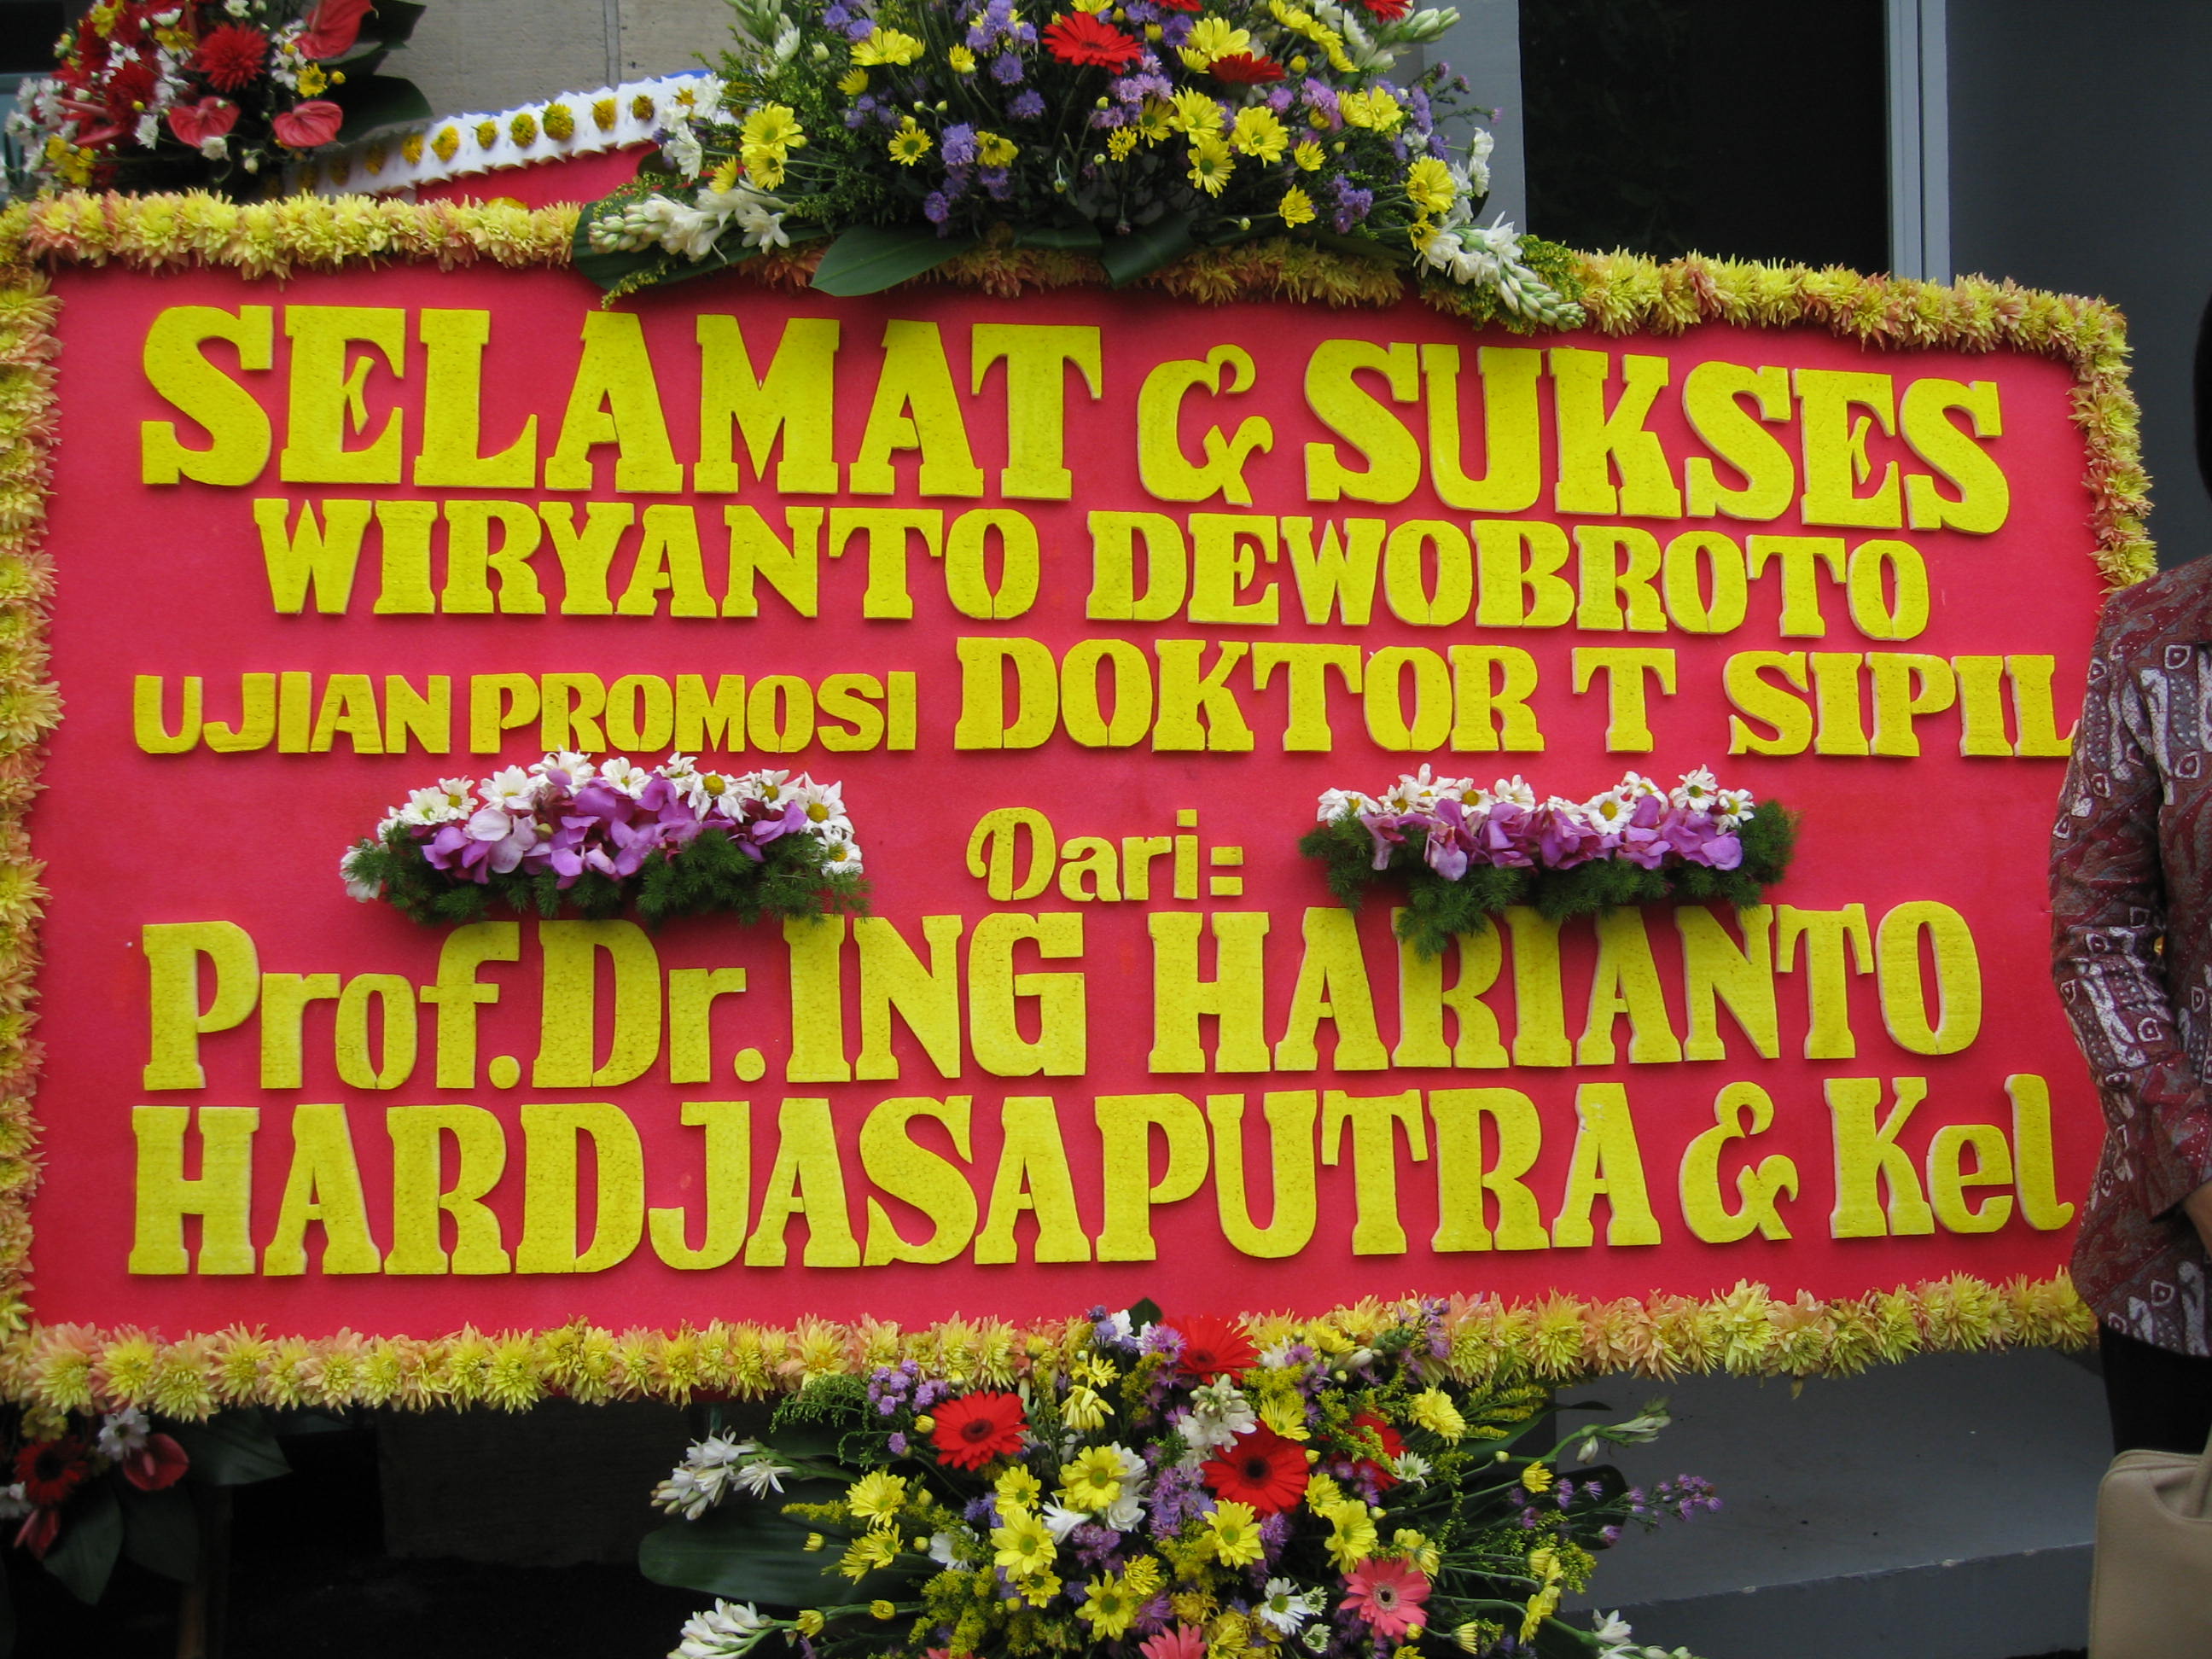 SELAMAT & SUKSES
WIRYANTO DEWOBROTO
UJIAN PROMOSI DOKTOR T SIPIL
Dari:
Prof. Dr. ING HARIANTO
HARDJASAPUTRA & Kel